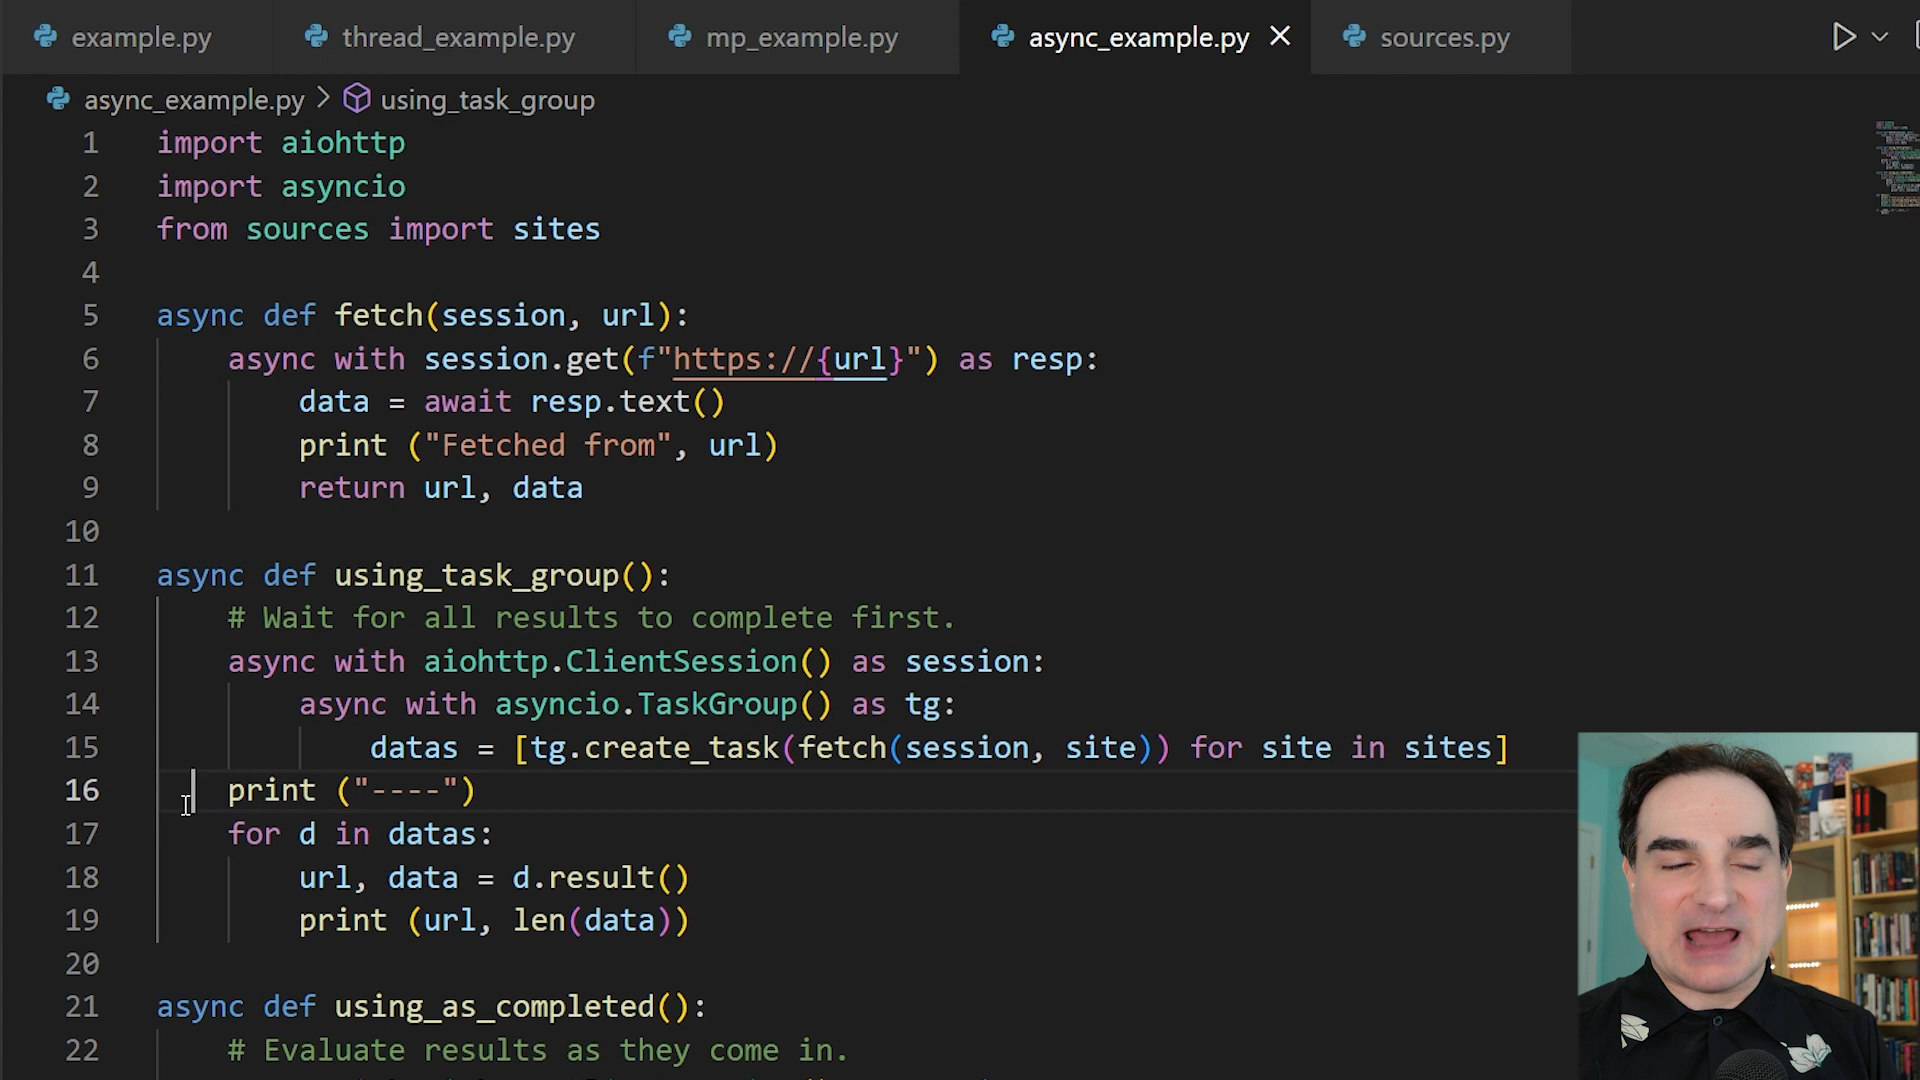 example.py
thread_example.py
mp_example.py
async_example.py
sources.py
async_example.py > using_task_group
1 import aiohttp
2 import asyncio
3 from sources import sites
4
5 async def fetch(session, url):
6     async with session.get(f"https://{url}") as resp:
7         data = await resp.text()
8         print ("Fetched from", url)
9         return url, data
10
11 async def using_task_group():
12     # Wait for all results to complete first.
13     async with aiohttp.ClientSession() as session:
14         async with asyncio.TaskGroup() as tg:
15             datas = [tg.create_task(fetch(session, site)) for site in sites]
16     print ("----")
17     for d in datas:
18         url, data = d.result()
19         print (url, len(data))
20
21 async def using_as_completed():
22     # Evaluate results as they come in.